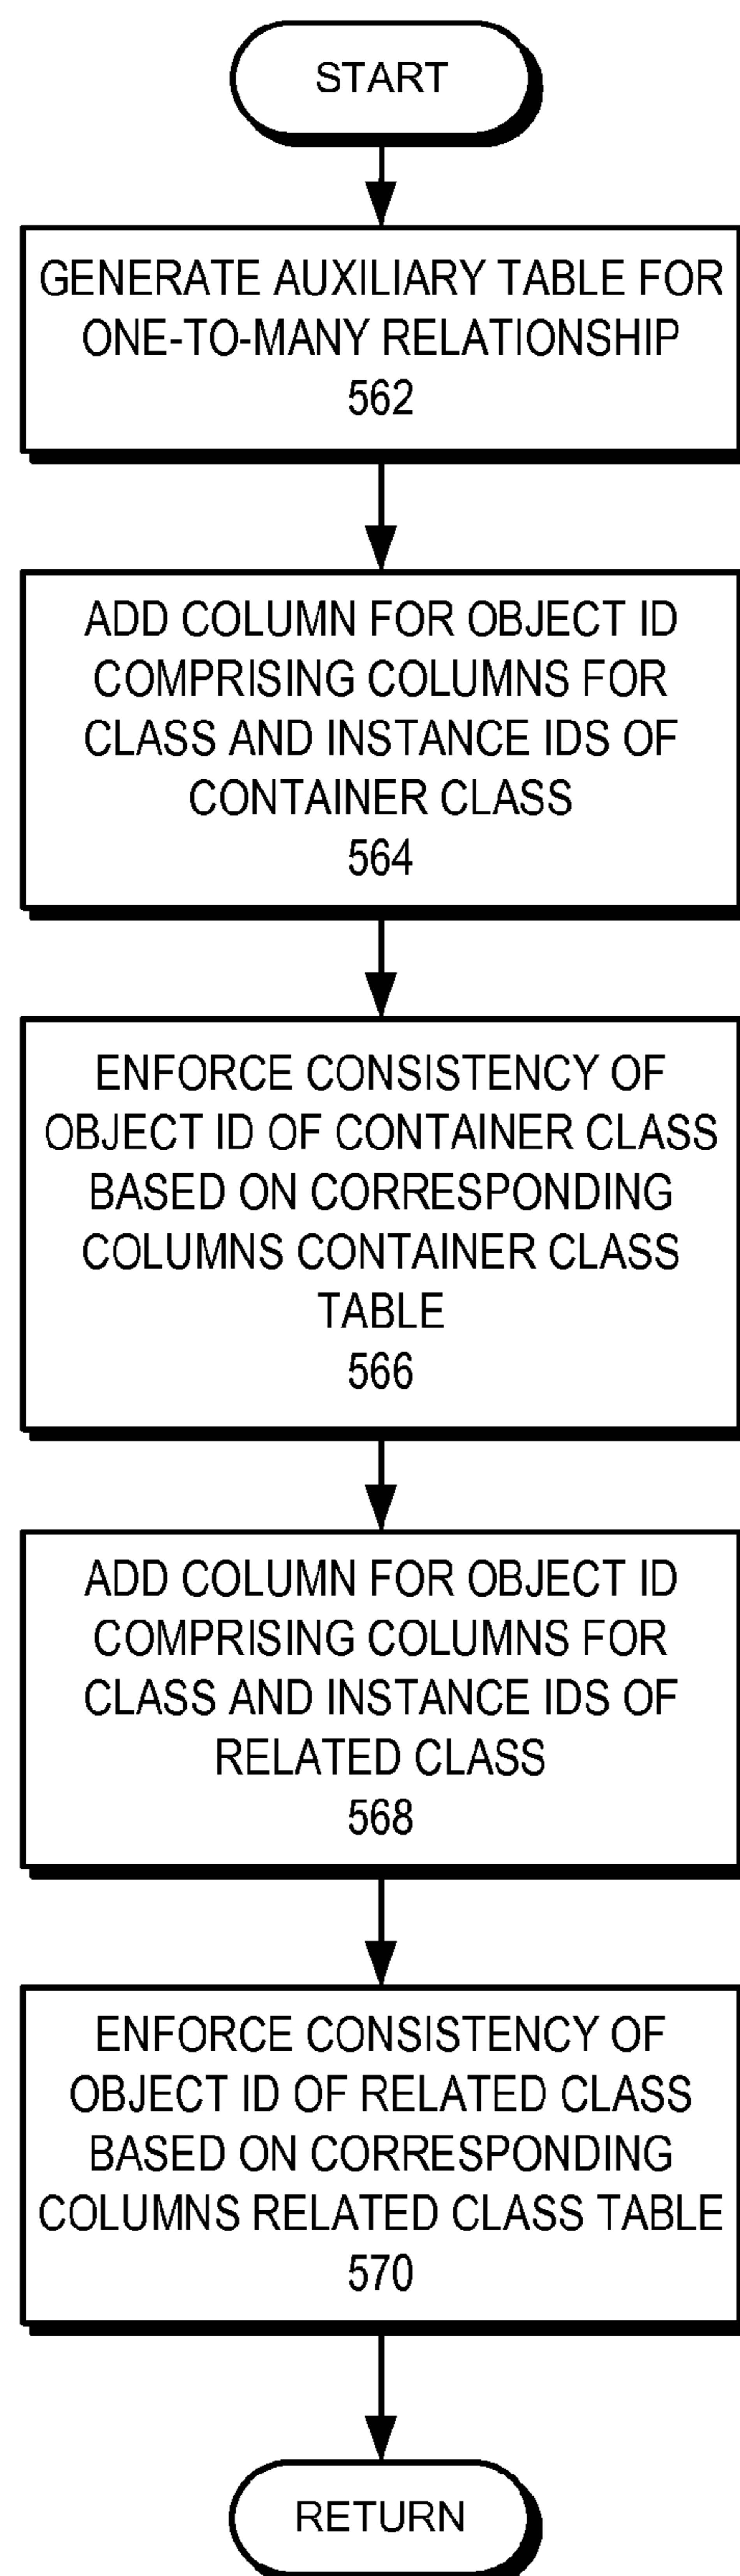 START
GENERATE AUXILIARY TABLE FOR
ONE-TO-MANY RELATIONSHIP
562
ADD COLUMN FOR OBJECT ID
COMPRISING COLUMNS FOR
CLASS AND INSTANCE IDS OF
CONTAINER CLASS
564
ENFORCE CONSISTENCY OF
OBJECT ID OF CONTAINER CLASS
BASED ON CORRESPONDING
COLUMNS CONTAINER CLASS
TABLE
566
ADD COLUMN FOR OBJECT ID
COMPRISING COLUMNS FOR
CLASS AND INSTANCE IDS OF
RELATED CLASS
568
ENFORCE CONSISTENCY OF
OBJECT ID OF RELATED CLASS
BASED ON CORRESPONDING
COLUMNS RELATED CLASS TABLE
570
RETURN